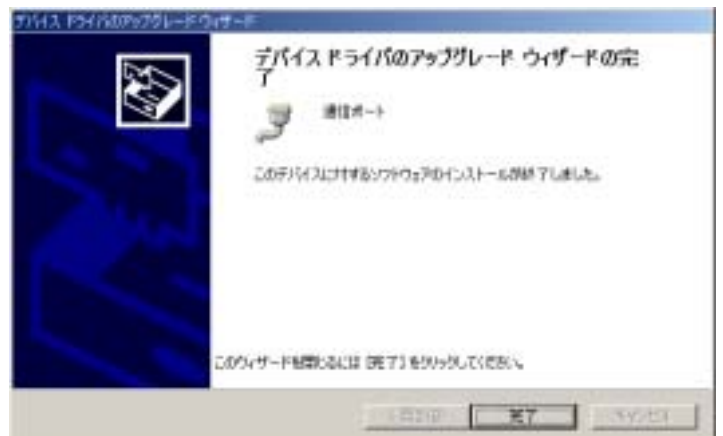 デバイス ドライバのアップグレード ウィザード
デバイス ドライバのアップグレード ウィザードの完
了
通信ポート
このデバイスに対するソフトウェアのインストールが終了しました。
このウィザードを閉じるには [完了] をクリックしてください。
完了
キャンセル